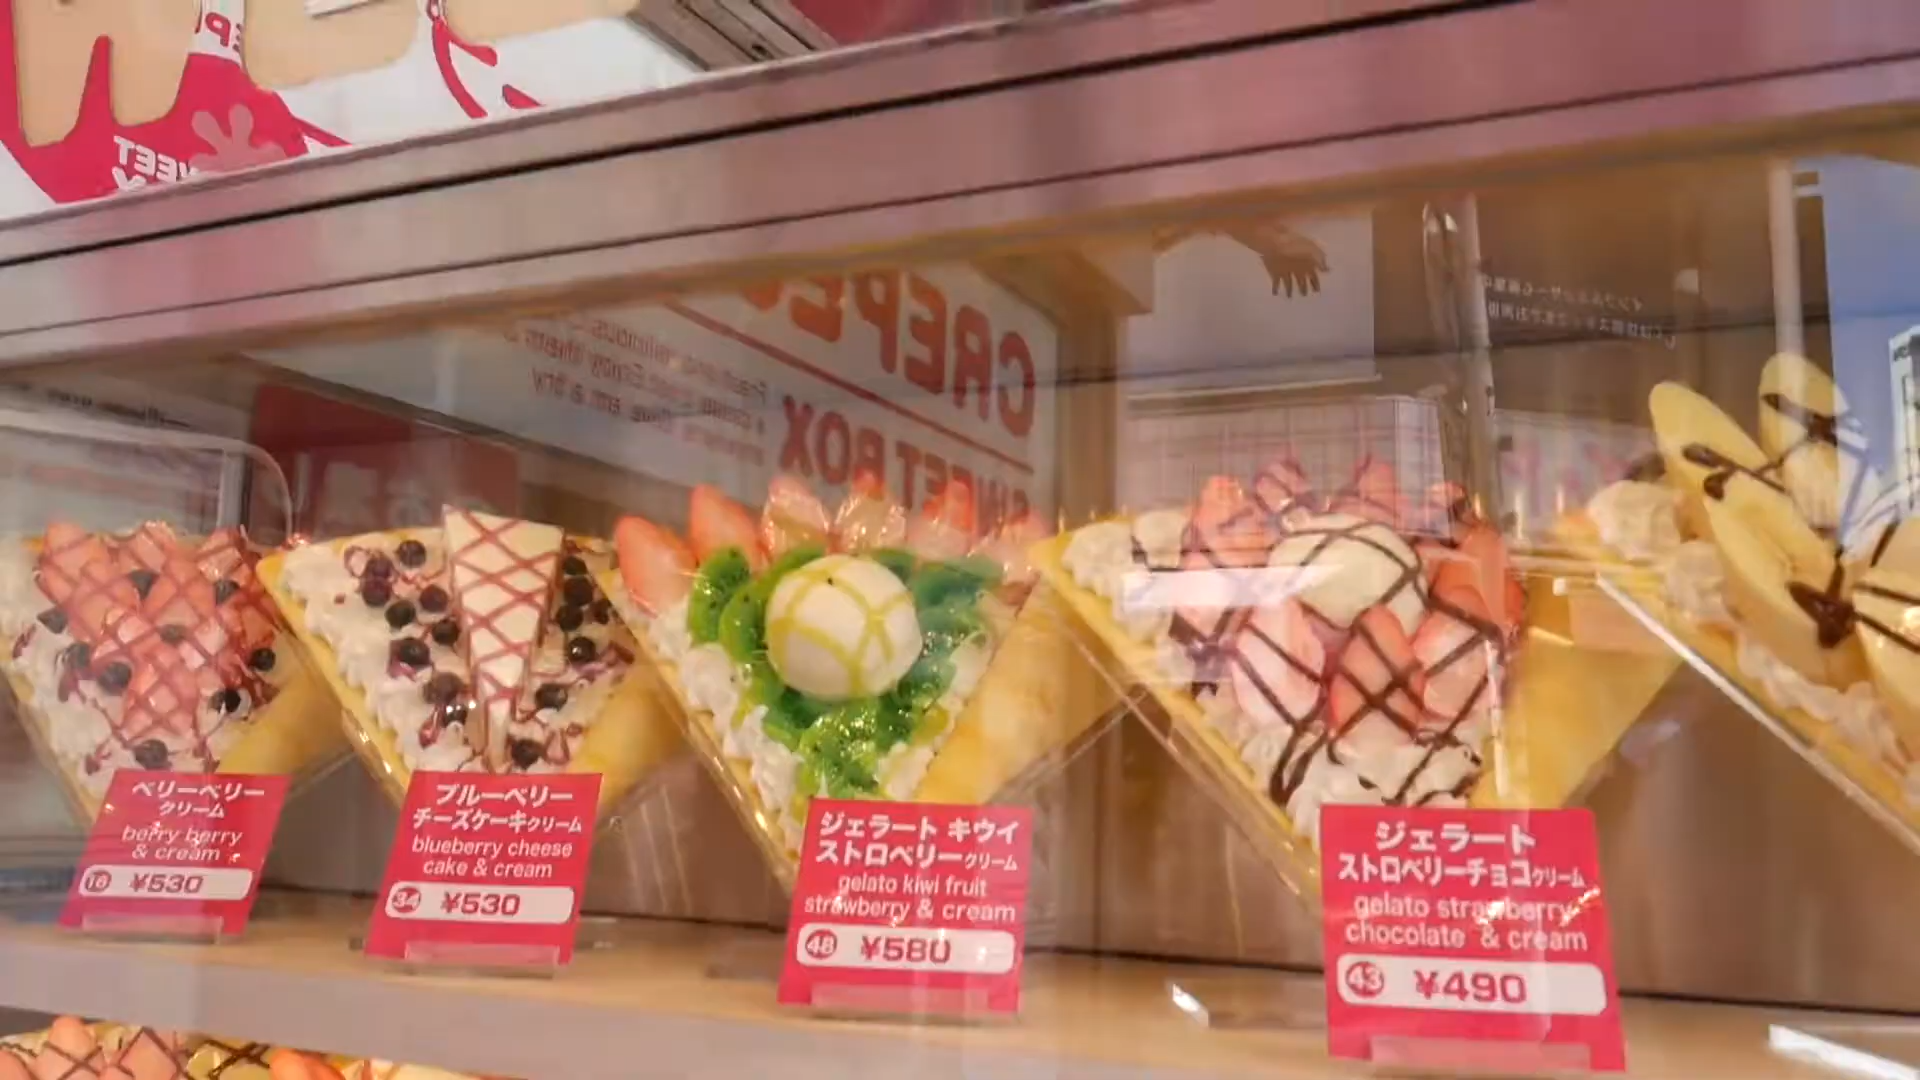 CREPE
SWEET BOX
ベリーベリー
クリーム
berry berry
& cream
16 ¥530
ブルーベリー
チーズケーキクリーム
blueberry cheese
cake & cream
34 ¥530
ジェラート キウイ
ストロベリークリーム
gelato kiwi fruit
strawberry & cream
48 ¥580
ジェラート
ストロベリーチョコクリーム
gelato strawberry
chocolate & cream
43 ¥490